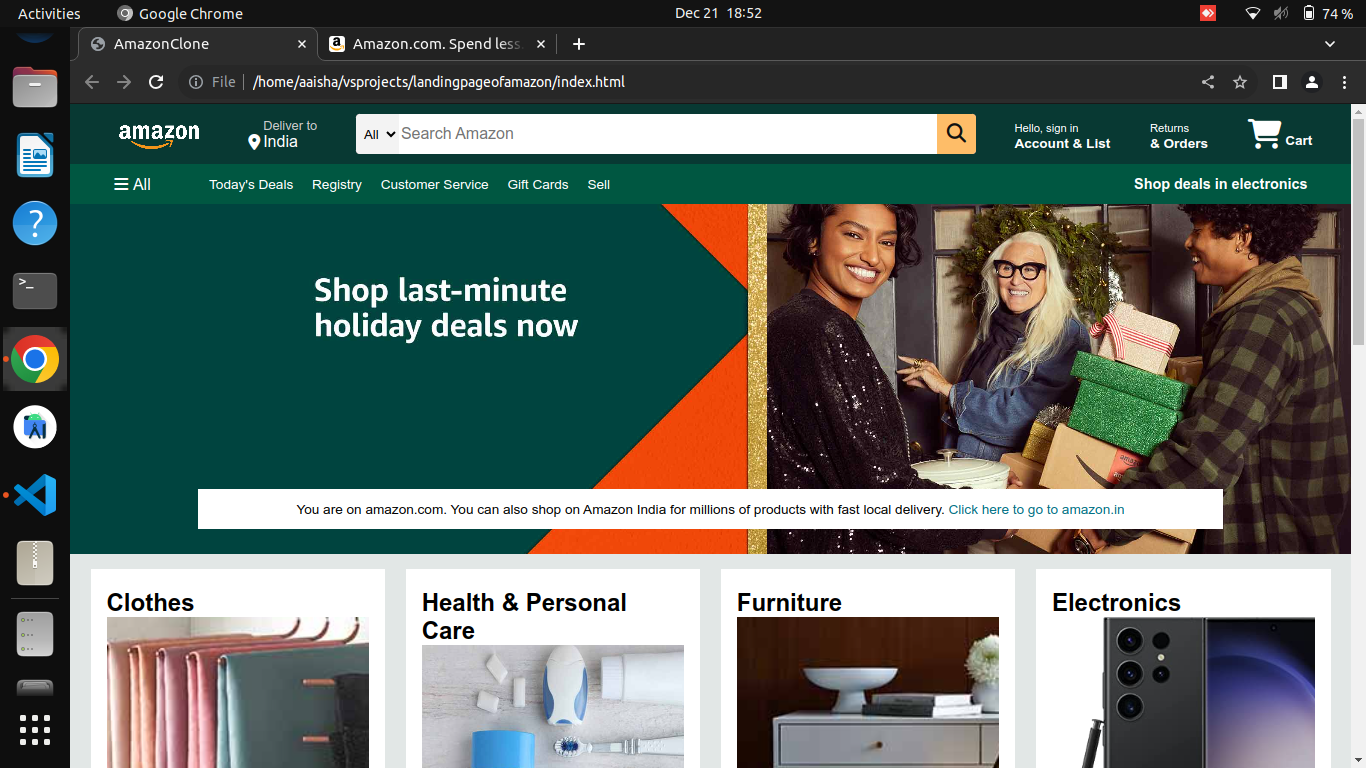 Activities Google Chrome Dec 21 18:52 74 %
AmazonClone Amazon.com. Spend less.
File /home/aaisha/vsprojects/landingpageofamazon/index.html
amazon Deliver to India All Search Amazon Hello, sign in Account & List Returns & Orders Cart
All Today's Deals Registry Customer Service Gift Cards Sell Shop deals in electronics
Shop last-minute
holiday deals now
You are on amazon.com. You can also shop on Amazon India for millions of products with fast local delivery. Click here to go to amazon.in
Clothes
Health & Personal
Care
Furniture
Electronics